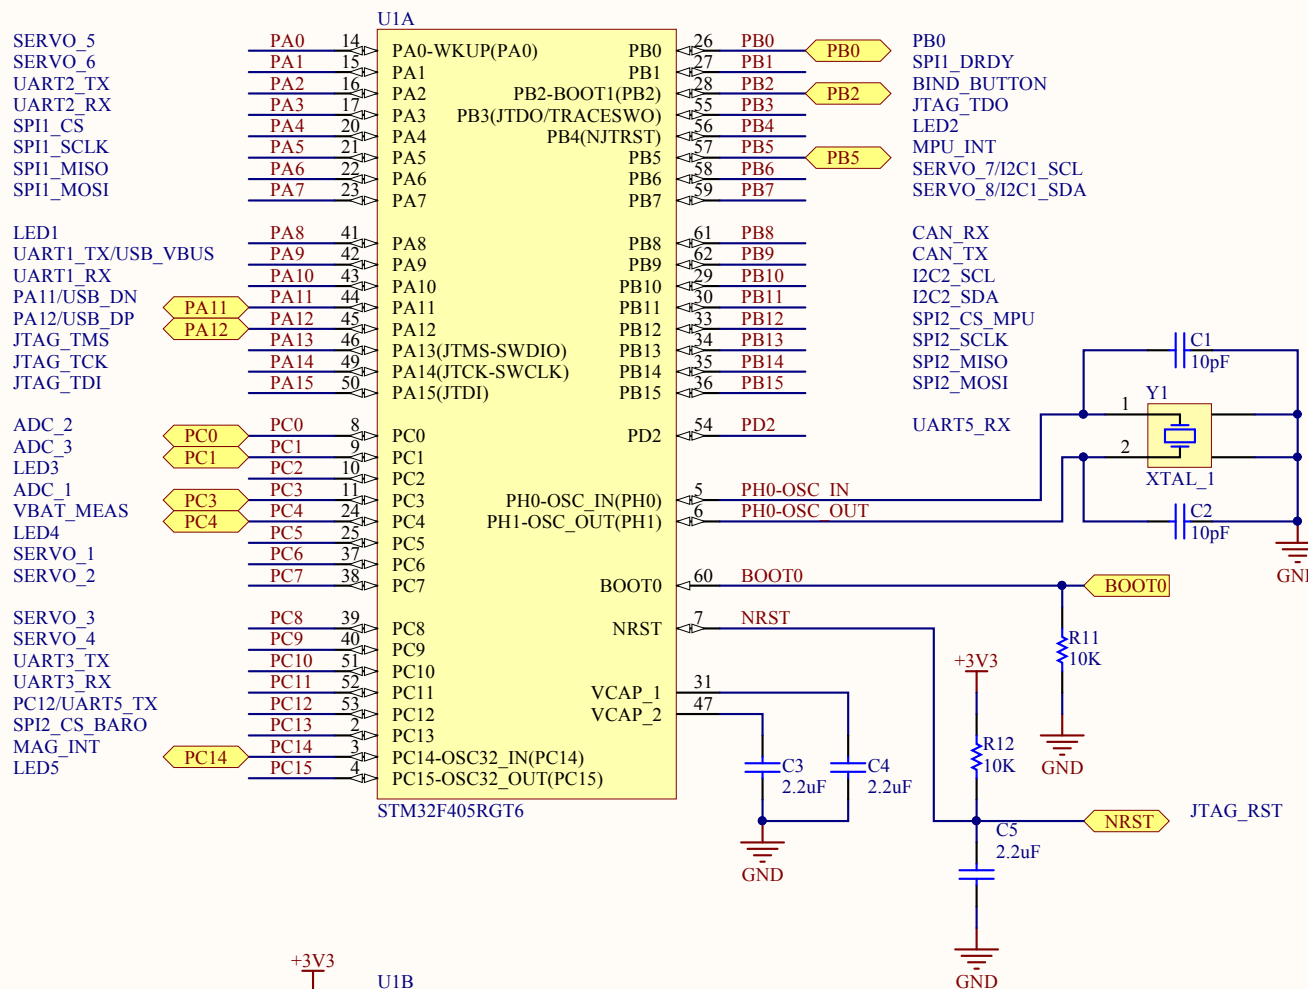 U1A
SERVO_5 PA0 14 PA0-WKUP(PA0) PB0 26 PB0 PB0 PB0
SERVO_6 PA1 15 PA1 PB1 27 PB1 SPI1_DRDY
UART2_TX PA2 16 PA2 PB2-BOOT1(PB2) 28 PB2 PB2 BIND_BUTTON
UART2_RX PA3 17 PA3 PB3(JTDO/TRACESWO) 55 PB3 JTAG_TDO
SPI1_CS PA4 20 PA4 PB4(NJTRST) 56 PB4 LED2
SPI1_SCLK PA5 21 PA5 PB5 57 PB5 PB5 MPU_INT
SPI1_MISO PA6 22 PA6 PB6 58 PB6 SERVO_7/I2C1_SCL
SPI1_MOSI PA7 23 PA7 PB7 59 PB7 SERVO_8/I2C1_SDA
LED1 PA8 41 PA8 PB8 61 PB8 CAN_RX
UART1_TX/USB_VBUS PA9 42 PA9 PB9 62 PB9 CAN_TX
UART1_RX PA10 43 PA10 PB10 29 PB10 I2C2_SCL
PA11/USB_DN PA11 PA11 44 PA11 PB11 30 PB11 I2C2_SDA
PA12/USB_DP PA12 PA12 45 PA12 PB12 33 PB12 SPI2_CS_MPU
JTAG_TMS PA13 46 PA13(JTMS-SWDIO) PB13 34 PB13 SPI2_SCLK
JTAG_TCK PA14 49 PA14(JTCK-SWCLK) PB14 35 PB14 SPI2_MISO
JTAG_TDI PA15 50 PA15(JTDI) PB15 36 PB15 SPI2_MOSI
C1
10pF
Y1
1
2
XTAL_1
C2
10pF
GND
ADC_2 PC0 PC0 8 PC0 PD2 54 PD2 UART5_RX
ADC_3 PC1 PC1 9 PC1
LED3 PC2 10 PC2
ADC_1 PC3 PC3 11 PC3 PH0-OSC_IN(PH0) 5 PH0-OSC_IN
VBAT_MEAS PC4 PC4 24 PC4 PH1-OSC_OUT(PH1) 6 PH0-OSC_OUT
LED4 PC5 25 PC5
SERVO_1 PC6 37 PC6
SERVO_2 PC7 38 PC7 BOOT0 60 BOOT0 BOOT0
SERVO_3 PC8 39 PC8 NRST 7 NRST
SERVO_4 PC9 40 PC9
UART3_TX PC10 51 PC10
UART3_RX PC11 52 PC11 VCAP_1 31
PC12/UART5_TX PC12 53 PC12 VCAP_2 47
SPI2_CS_BARO PC13 2 PC13
MAG_INT PC14 PC14 3 PC14-OSC32_IN(PC14)
LED5 PC15 4 PC15-OSC32_OUT(PC15)
STM32F405RGT6
R11
10K
GND
+3V3
R12
10K
C3
2.2uF
C4
2.2uF
GND
NRST JTAG_RST
C5
2.2uF
GND
+3V3
U1B